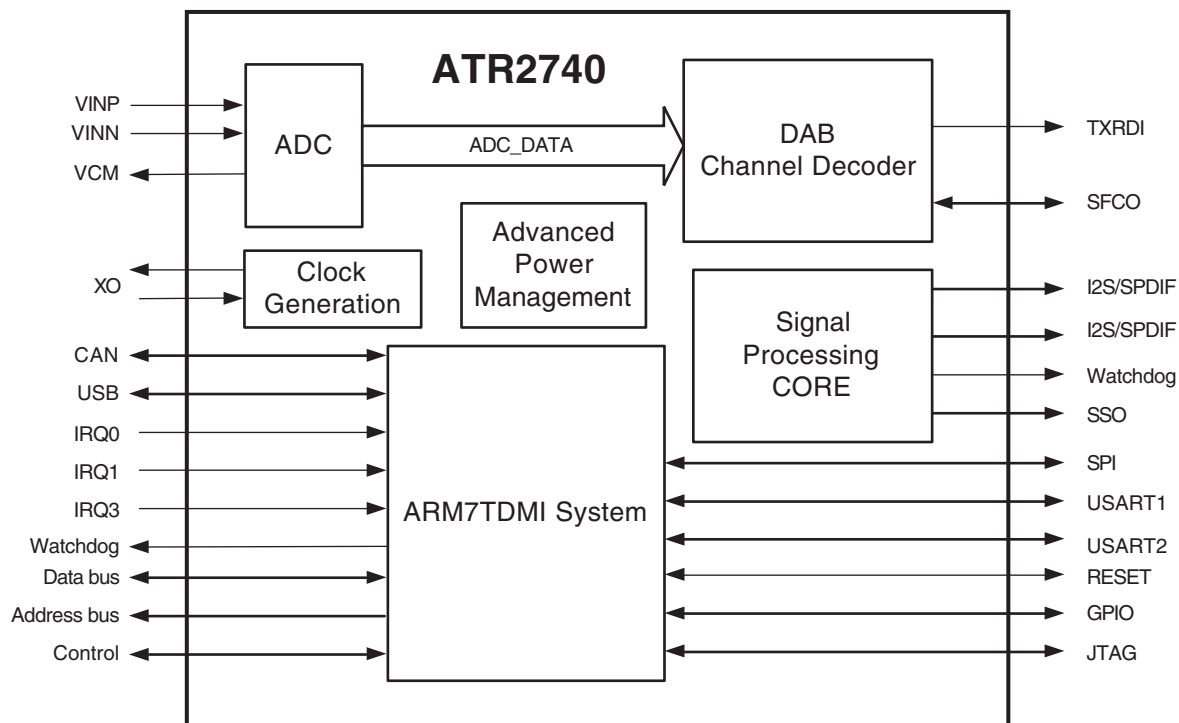 ATR2740
VINP
VINN
VCM
ADC
ADC_DATA
DAB
Channel Decoder
TXRDI
SFCO
XO
Clock
Generation
Advanced
Power
Management
Signal
Processing
CORE
I2S/SPDIF
I2S/SPDIF
Watchdog
SSO
CAN
USB
IRQ0
IRQ1
IRQ3
Watchdog
Data bus
Address bus
Control
ARM7TDMI System
SPI
USART1
USART2
RESET
GPIO
JTAG